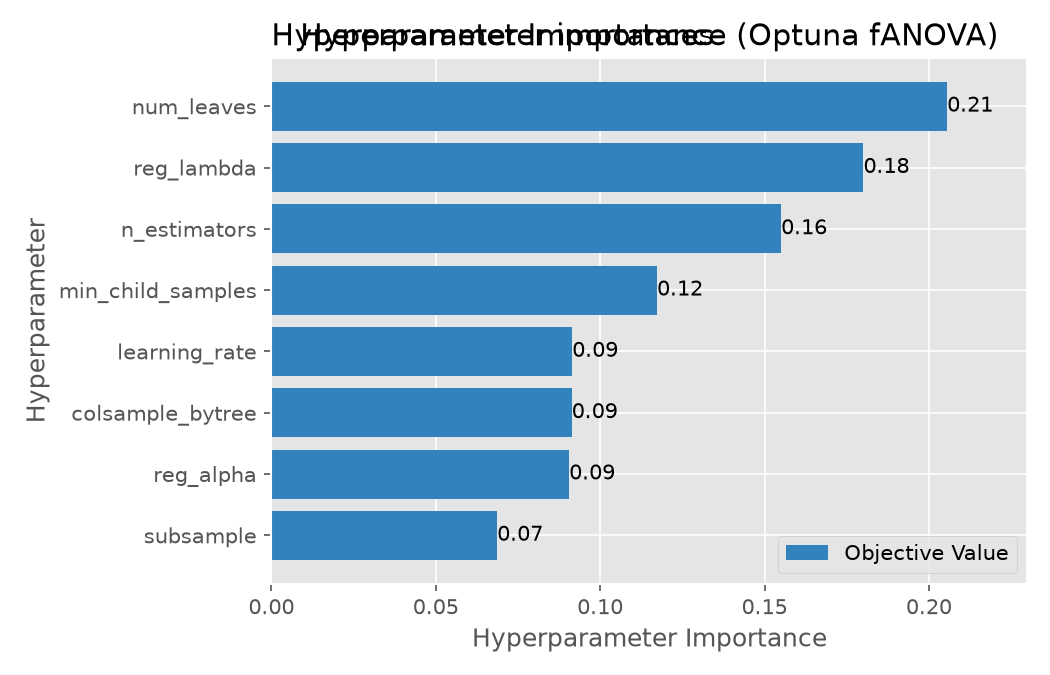 Hyperparameter (Optuna fANOVA)
Hyperparameter
num_leaves 0.21
reg_lambda 0.18
n_estimators 0.16
min_child_samples 0.12
learning_rate 0.09
colsample_bytree 0.09
reg_alpha 0.09
subsample 0.07
Objective Value
0.00 0.05 0.10 0.15 0.20
Hyperparameter Importance